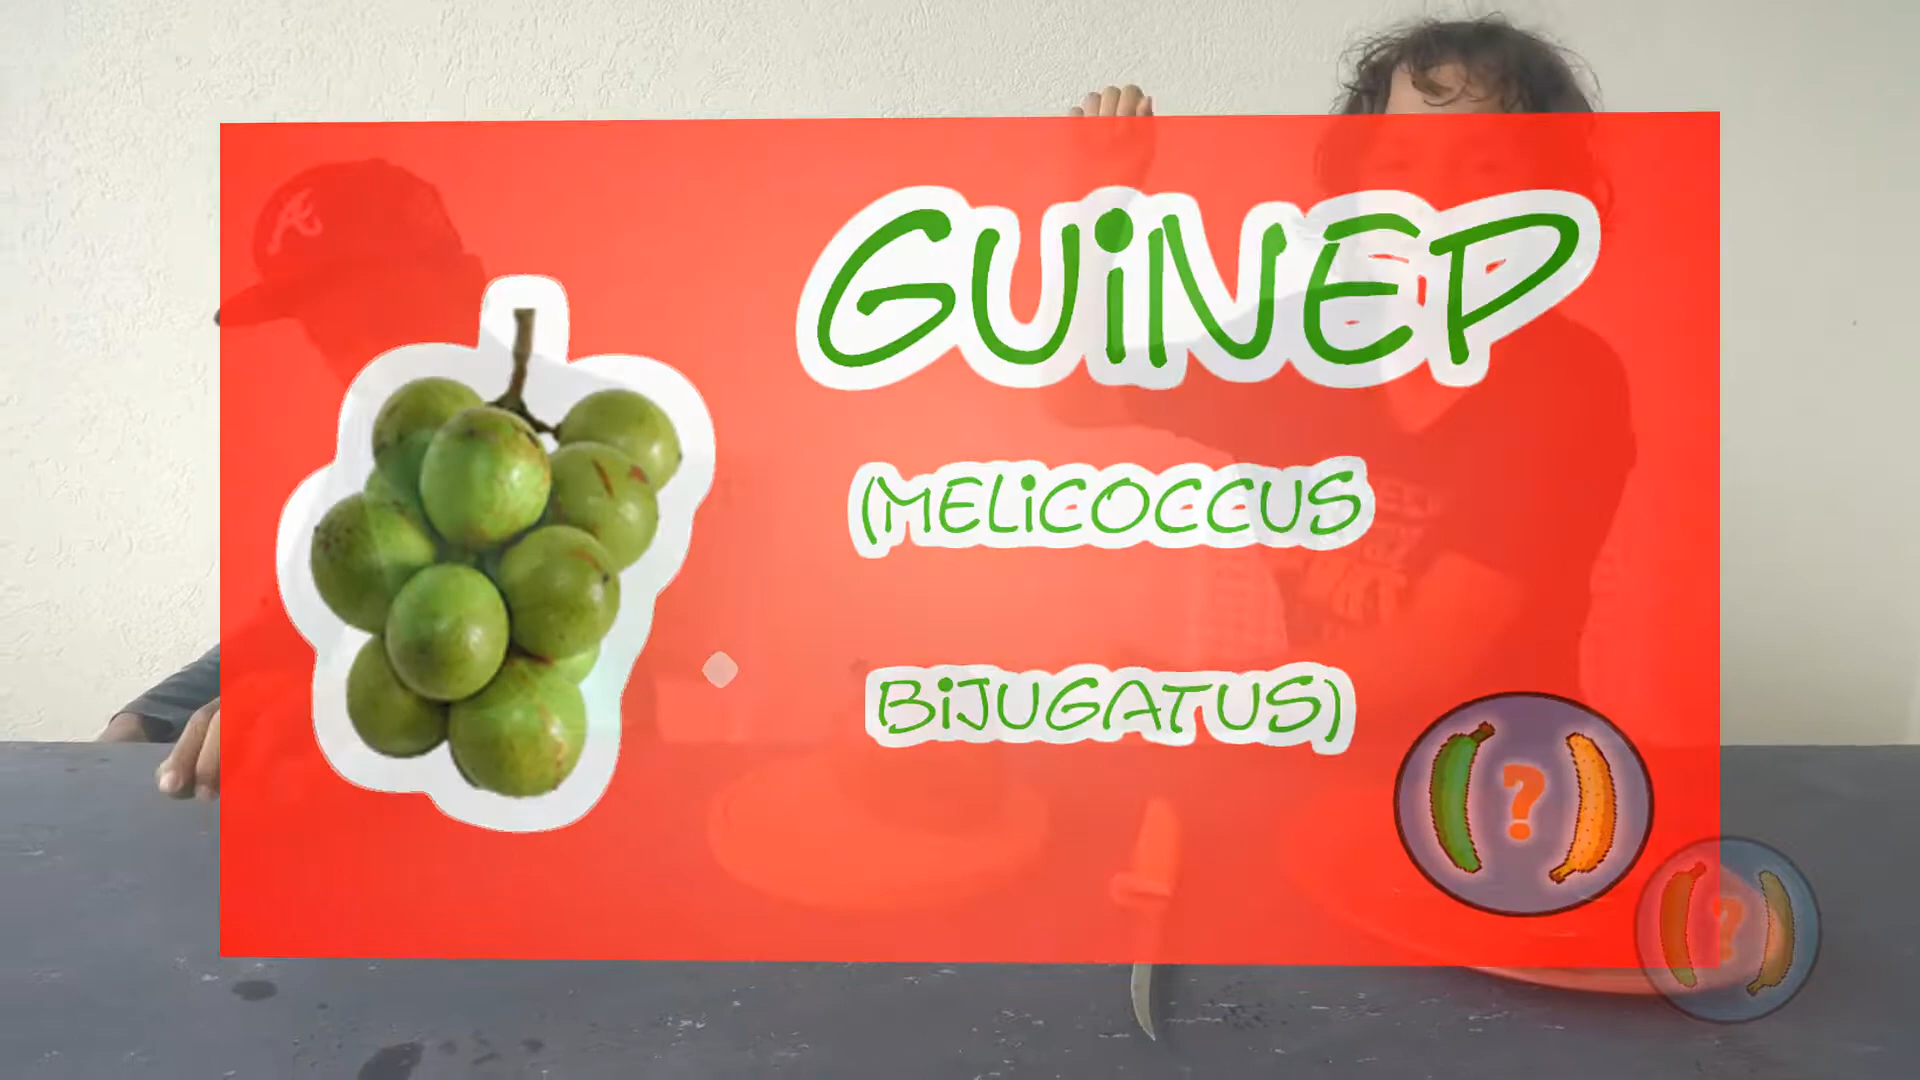 GUINEP
(MELICOCCUS
BIJUGATUS)
?
?